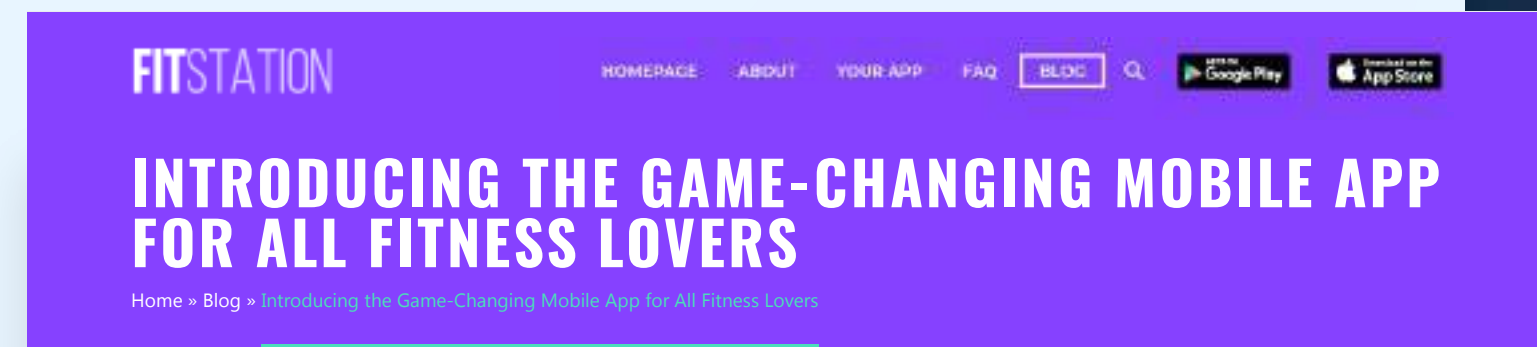 FITSTATION
HOMEPAGE ABOUT YOUR APP FAQ BLOG Google Play App Store
INTRODUCING THE GAME-CHANGING MOBILE APP
FOR ALL FITNESS LOVERS
Home » Blog » Introducing the Game-Changing Mobile App for All Fitness Lovers